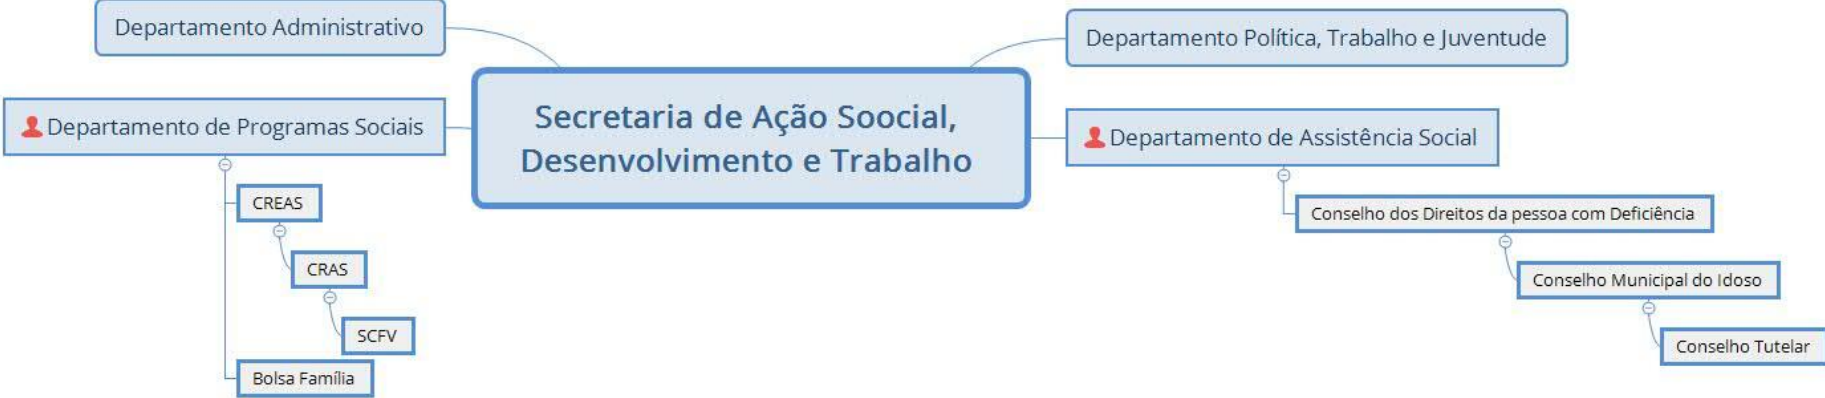 Departamento Administrativo
Departamento Política, Trabalho e Juventude
Secretaria de Ação Soocial,
Desenvolvimento e Trabalho
Departamento de Programas Sociais
Departamento de Assistência Social
CREAS
CRAS
SCFV
Bolsa Família
Conselho dos Direitos da pessoa com Deficiência
Conselho Municipal do Idoso
Conselho Tutelar